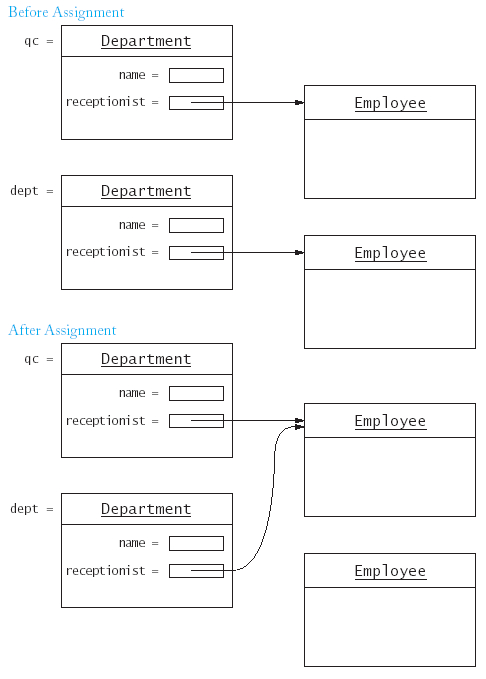 Before Assignment
qc = Department
name =
receptionist =
Employee
dept = Department
name =
receptionist =
Employee
After Assignment
qc = Department
name =
receptionist =
Employee
dept = Department
name =
receptionist =
Employee